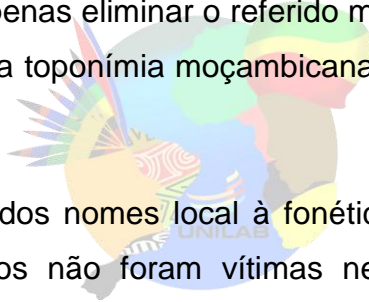 penas eliminar o referido m
a toponímia moçambicana
dos nomes local à fonétic
UNILAB
os não foram vítimas ne